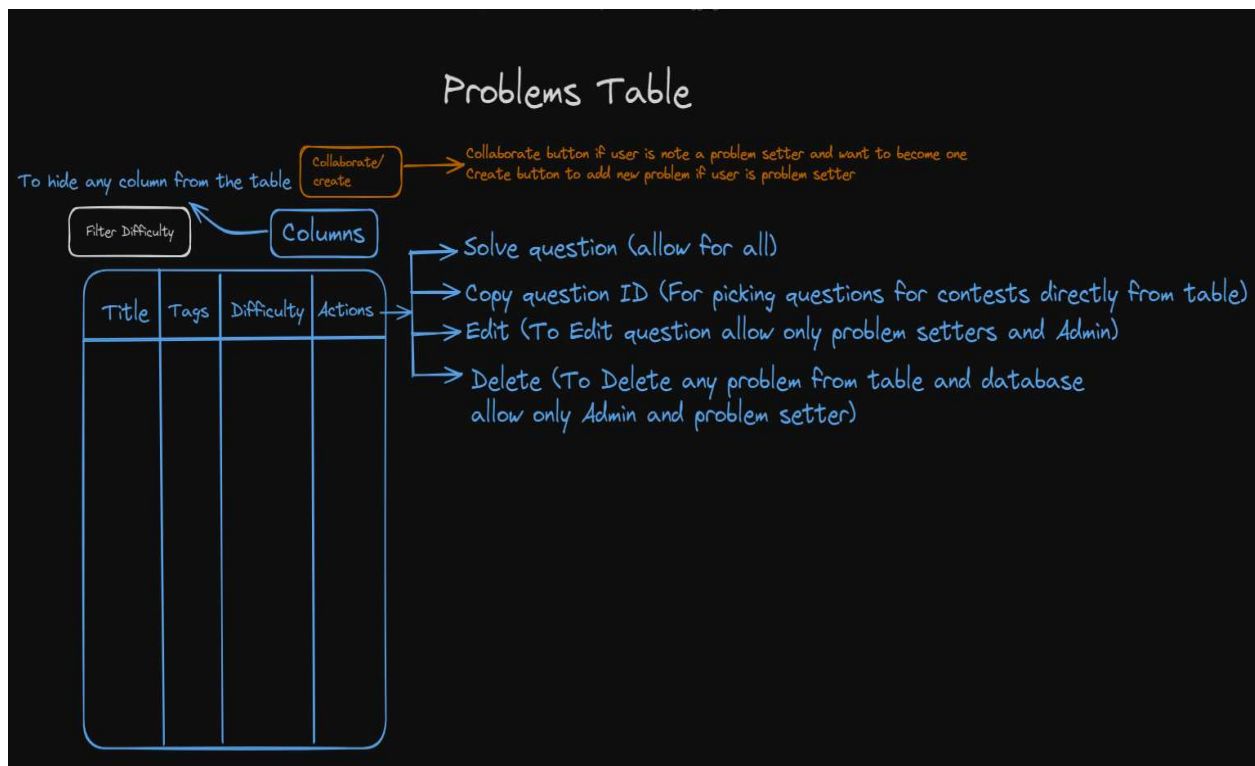 Problems Table
Collaborate/
create
Collaborate button if user is note a problem setter and want to become one
Create button to add new problem if user is problem setter
To hide any column from the table
Filter Difficulty
Columns
Title
Tags
Difficulty
Actions
Solve question (allow for all)
Copy question ID (For picking questions for contests directly from table)
Edit (To Edit question allow only problem setters and Admin)
Delete (To Delete any problem from table and database
allow only Admin and problem setter)